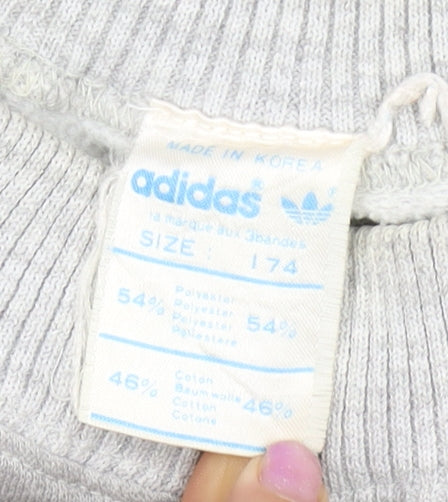 MADE IN KOREA
adidas®
®
la marque aux 3bandes
SIZE : 174
54% Polyester 54%
Polyester
Polyester
Poliestere
46% Coton 46%
Baumwolle
Cotton
Cotone